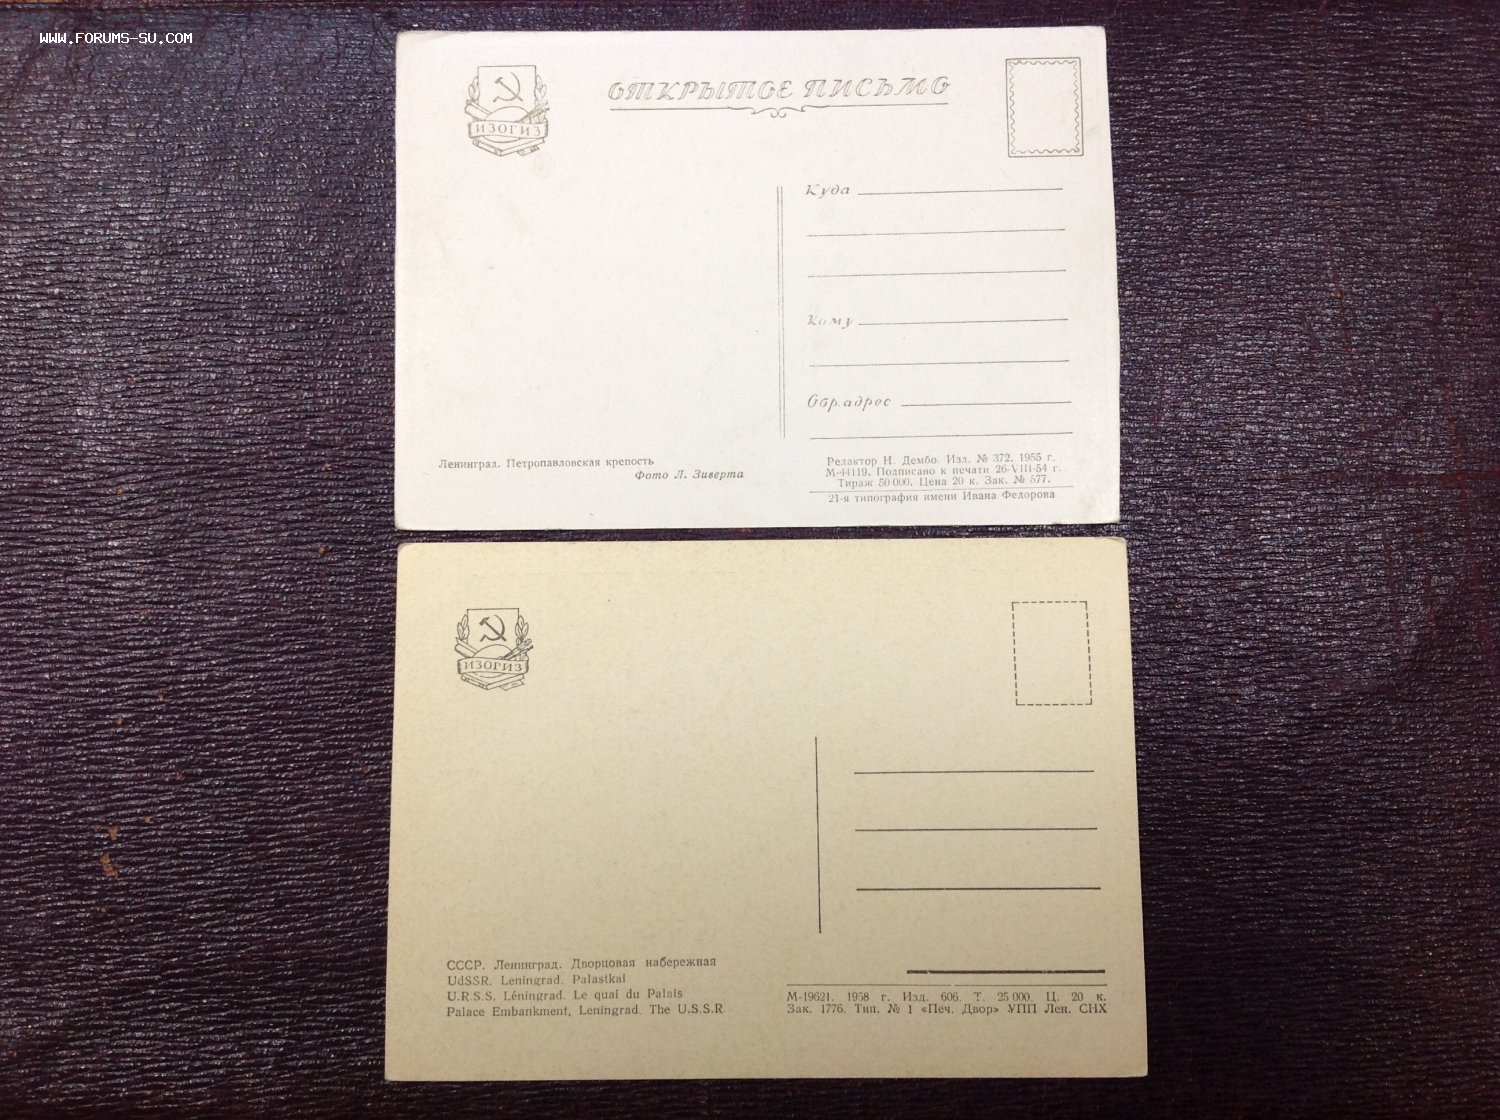 WWW.FORUMS-SU.COM
ИЗОГИЗ
ОТКРЫТОЕ ПИСЬМО
Куда
Кому
Обр. адрес
Ленинград. Петропавловская крепость
Фото Л. Зиверта
Редактор Н. Дембо. Изд. № 372. 1955 г.
М-44119. Подписано к печати 26-VIII-54 г.
Тираж 50 000. Цена 20 к. Зак. № 577.
21-я типография имени Ивана Федорова
ИЗОГИЗ
СССР. Ленинград. Дворцовая набережная
UdSSR. Leningrad. Palastkai
U.R.S.S. Léningrad. Le quai du Palais
Palace Embankment, Leningrad. The U.S.S.R.
М-19621. 1958 г. Изд. 606. Т. 25 000. Ц. 20 к.
Зак. 1776. Тип. № 1 «Печ. Двор» УПП Лен. СНХ